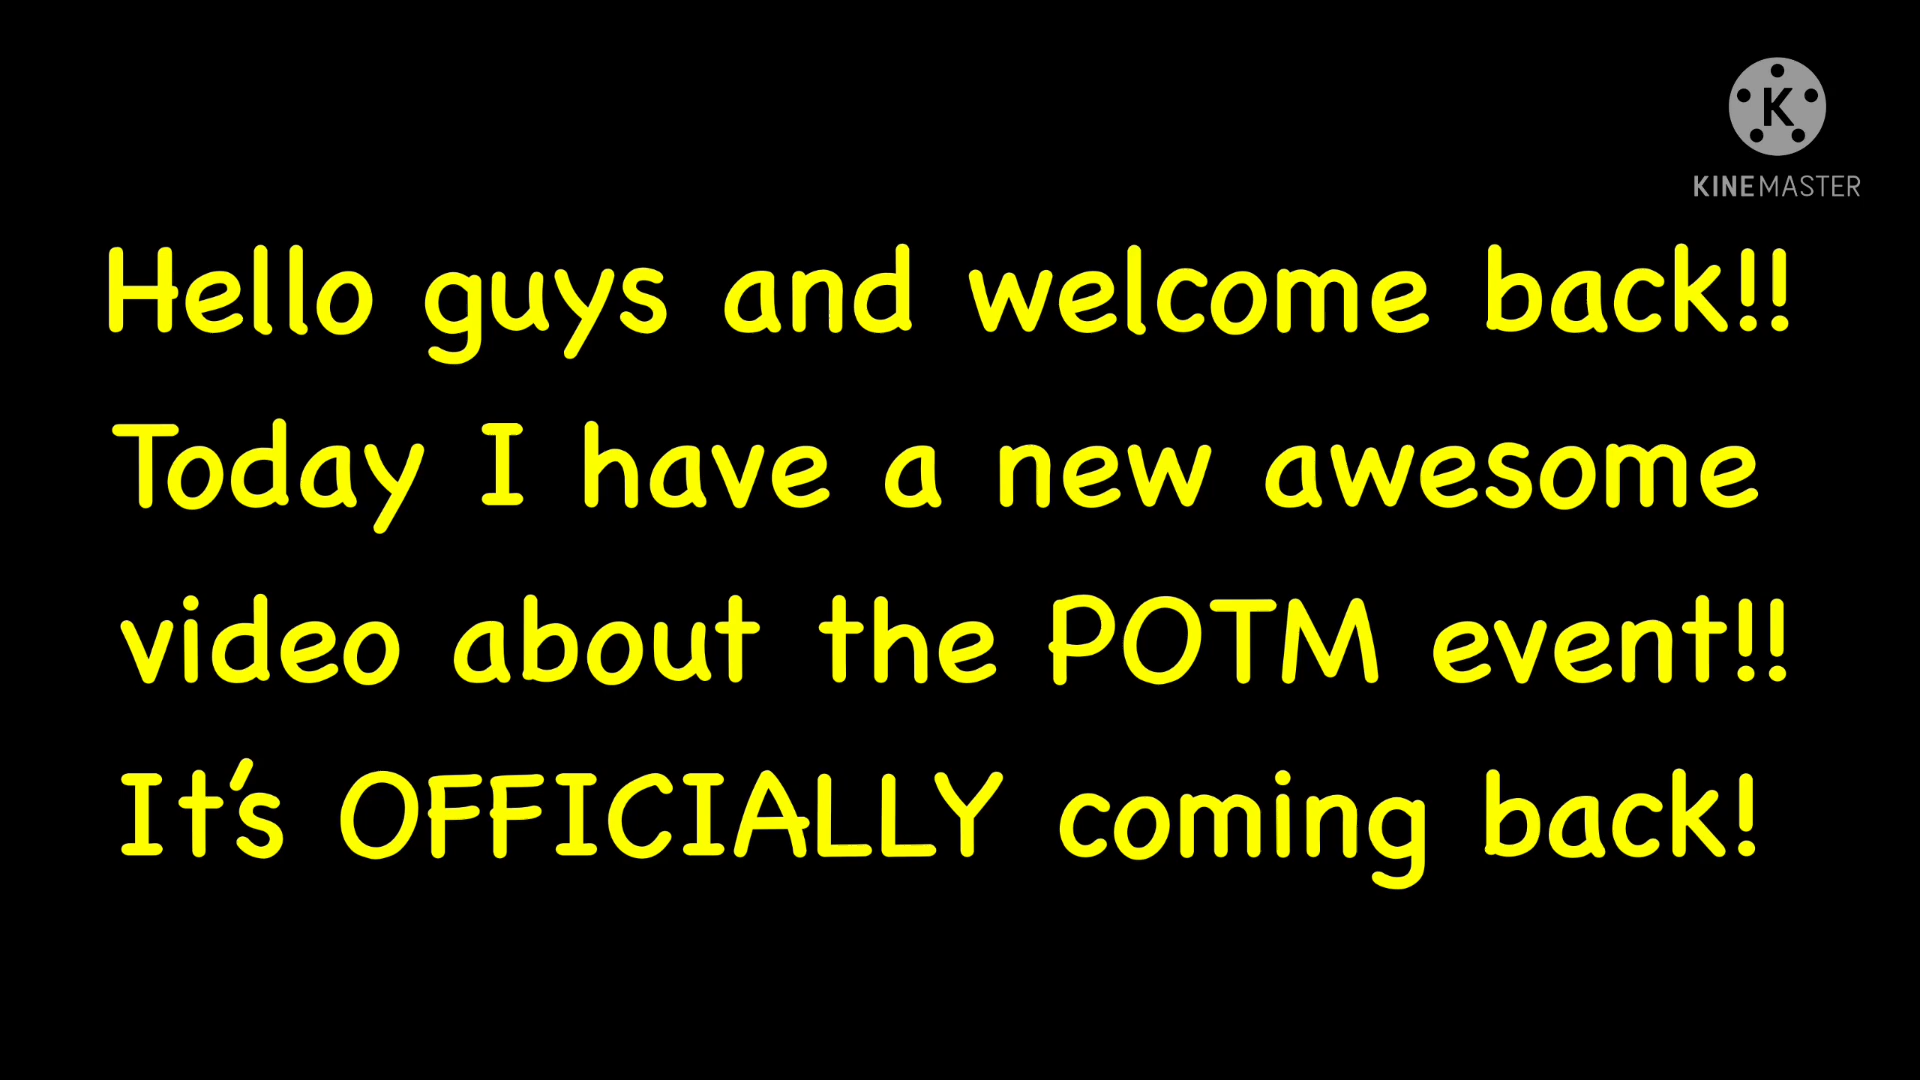 K
KINEMASTER
Hello guys and welcome back!!
Today I have a new awesome
video about the POTM event!!
It's OFFICIALLY coming back!